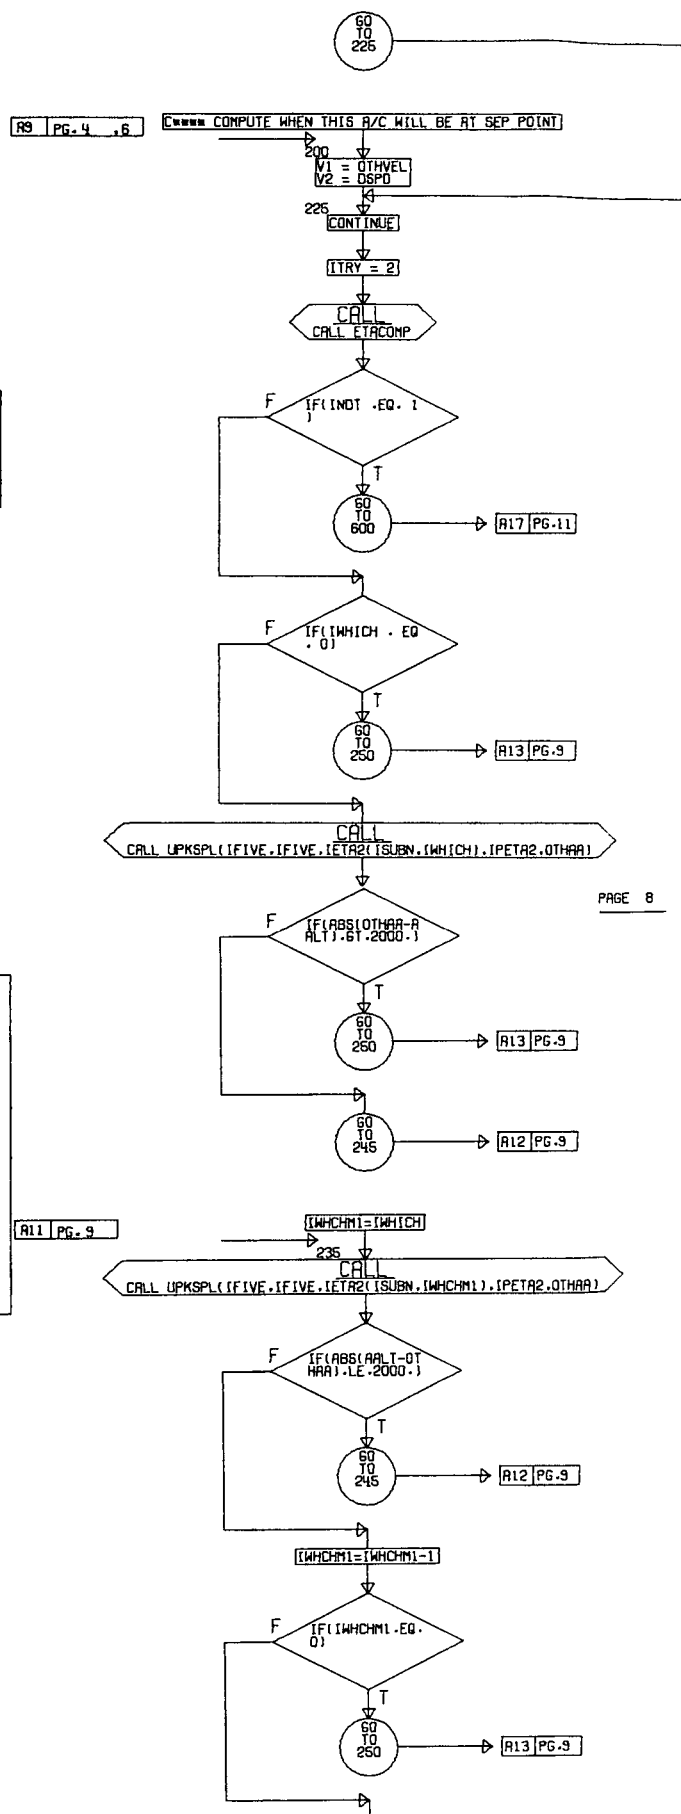 GO
TO
225
A9 PG. 4 ,6
C**** COMPUTE WHEN THIS A/C WILL BE AT SEP POINT
200
V1 = OTHVEL
V2 = DSPD
225
CONTINUE
ITRY = 2
CALL
CALL ETACOMP
F
IF(INOT .EQ. 1
)
T
GO
TO
600
A17 PG.11
F
IF(IWHICH . EQ
. 0)
T
GO
TO
250
A13 PG.9
CALL
CALL UPKSPL(IFIVE,IFIVE,IETA2(ISUBN,IWHICH),IPETA2,OTHAA)
PAGE 8
F
IF(ABS(OTHAA-A
ALT).GT.2000.)
T
GO
TO
250
A13 PG.9
GO
TO
245
A12 PG.9
A11 PG. 9
IWHCHM1=IWHICH
235
CALL
CALL UPKSPL(IFIVE,IFIVE,IETA2(ISUBN,IWHCHM1),IPETA2,OTHAA)
F
IF(ABS(AALT-OT
HAA).LE.2000.)
T
GO
TO
245
A12 PG.9
IWHCHM1=IWHCHM1-1
F
IF(IWHCHM1.EQ.
0)
T
GO
TO
250
A13 PG.9